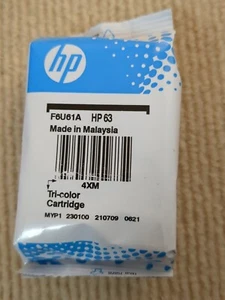 hp
F6U61A HP 63
Made in Malaysia
4XM
Tri-color
Cartridge
MYP1 230100 210709 0621